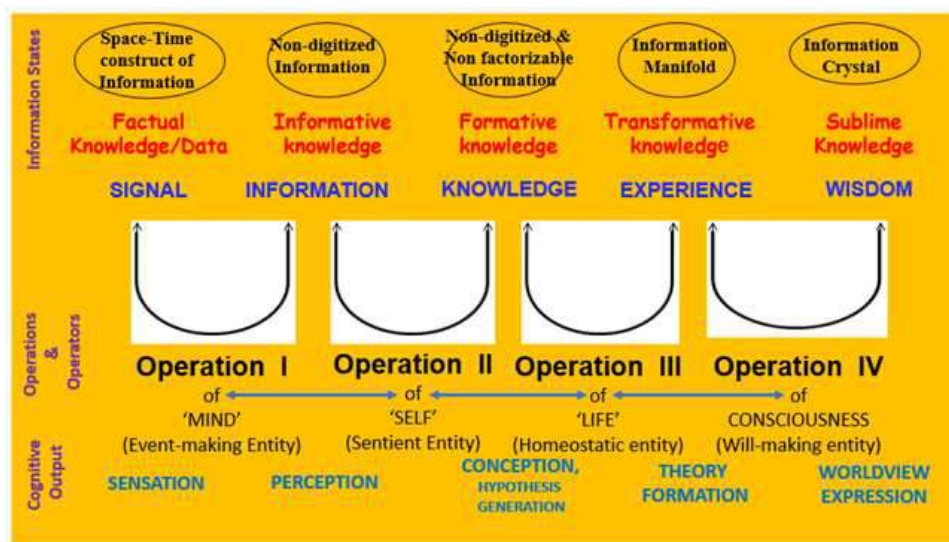 Information States
Space-Time
construct of
Information
Non-digitized
Information
Non-digitized &
Non factorizable
Information
Information
Manifold
Information
Crystal
Factual
Knowledge/Data
Informative
knowledge
Formative
knowledge
Transformative
knowledge
Sublime
Knowledge
SIGNAL
INFORMATION
KNOWLEDGE
EXPERIENCE
WISDOM
Operations
&
Operators
Operation I
of
'MIND'
(Event-making Entity)
Operation II
of
'SELF'
(Sentient Entity)
Operation III
of
'LIFE'
(Homeostatic entity)
Operation IV
of
CONSCIOUSNESS
(Will-making entity)
Cognitive
Output
SENSATION
PERCEPTION
CONCEPTION,
HYPOTHESIS
GENERATION
THEORY
FORMATION
WORLDVIEW
EXPRESSION